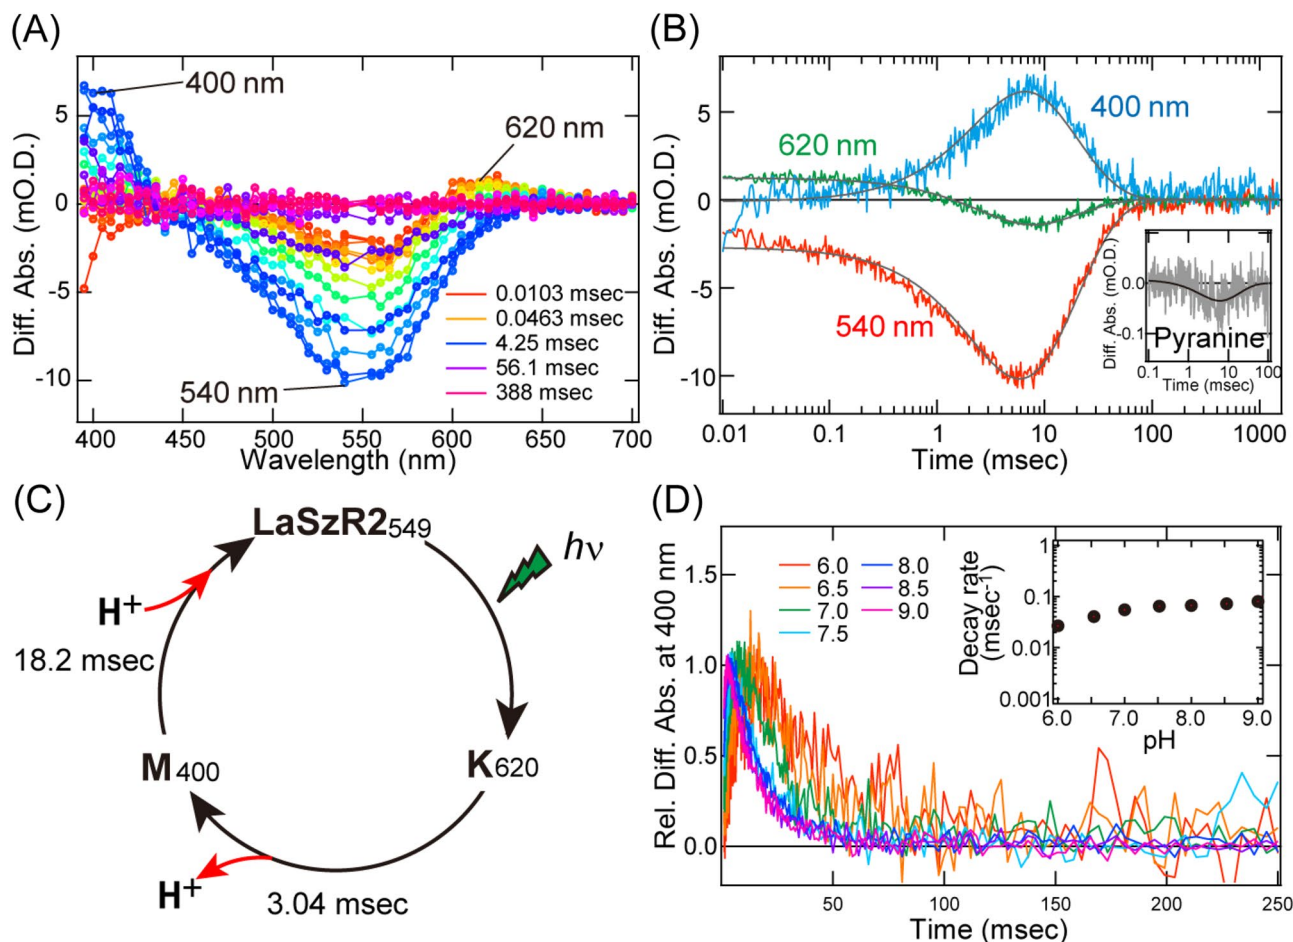 (A)
400 nm
620 nm
540 nm
0.0103 msec
0.0463 msec
4.25 msec
56.1 msec
388 msec
5
0
-5
-10
Diff. Abs. (mO.D.)
400 450 500 550 600 650 700
Wavelength (nm)
(B)
400 nm
620 nm
540 nm
5
0
-5
-10
Diff. Abs. (mO.D.)
0.01 0.1 1 10 100 1000
Time (msec)
0.0
-0.1
Diff. Abs. (mO.D.)
Pyranine
0.1 1 10 100
Time (msec)
(C)
LaSzR2549
hν
H+
18.2 msec
M400
K620
H+
3.04 msec
(D)
6.0 8.0
6.5 8.5
7.0 9.0
7.5
1.5
1.0
0.5
0.0
Rel. Diff. Abs. at 400 nm
50 100 150 200 250
Time (msec)
1
0.1
0.01
0.001
Decay rate
(msec-1)
6.0 7.0 8.0 9.0
pH